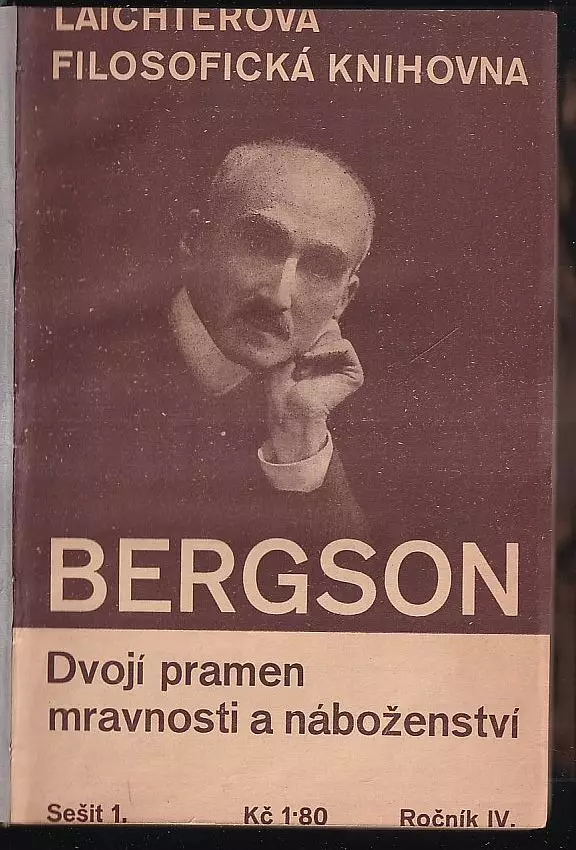 LAICHTEROVA
FILOSOFICKÁ KNIHOVNA
BERGSON
Dvojí pramen
mravnosti a náboženství
Sešit 1. Kč 1·80 Ročník IV.